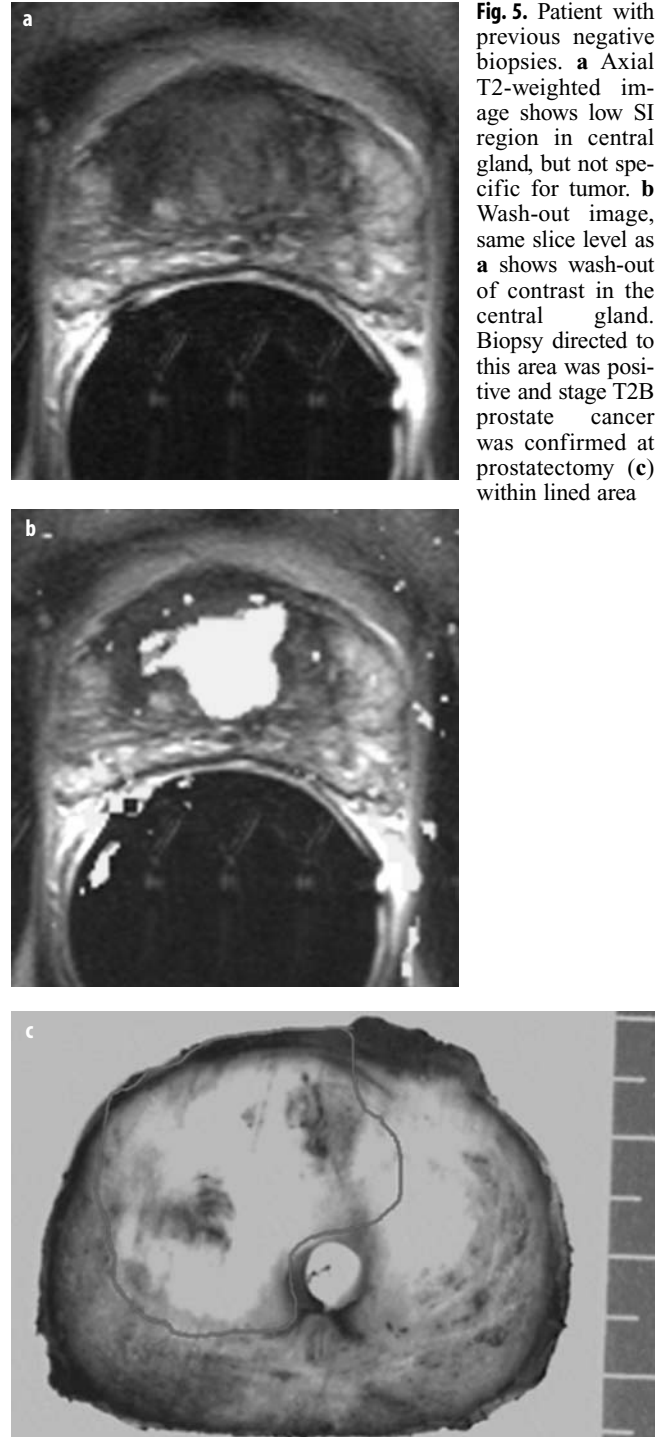 a
Fig. 5. Patient with
previous negative
biopsies. a Axial
T2-weighted im-
age shows low SI
region in central
gland, but not spe-
cific for tumor. b
Wash-out image,
same slice level as
a shows wash-out
of contrast in the
central gland.
Biopsy directed to
this area was posi-
tive and stage T2B
prostate cancer
was confirmed at
prostatectomy (c)
within lined area
b
c